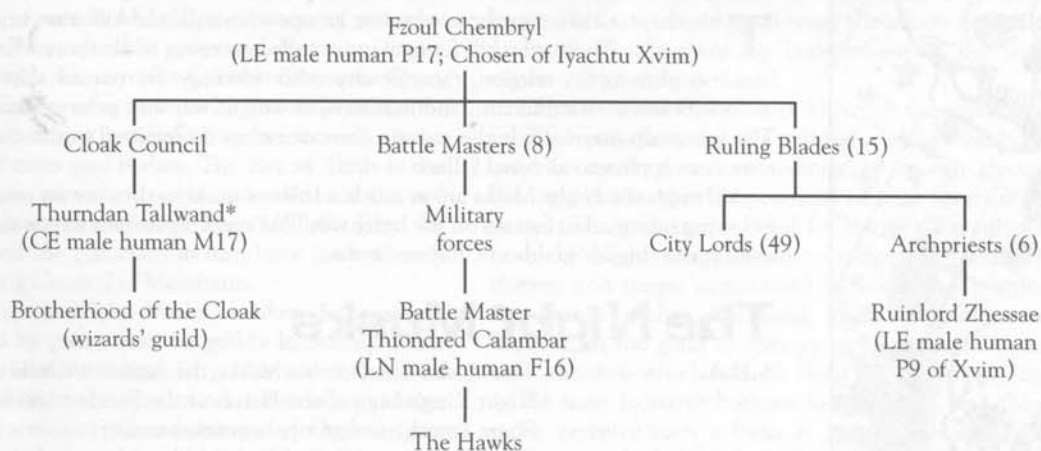 Fzoul Chembryl
(LE male human P17; Chosen of Iyachtu Xvim)
Cloak Council
Battle Masters (8)
Ruling Blades (15)
Thurndan Tallwand*
(CE male human M17)
Military
forces
City Lords (49)
Archpriests (6)
Brotherhood of the Cloak
(wizards' guild)
Battle Master
Thiondred Calambar
(LN male human F16)
Ruinlord Zhessae
(LE male human
P9 of Xvim)
The Hawks